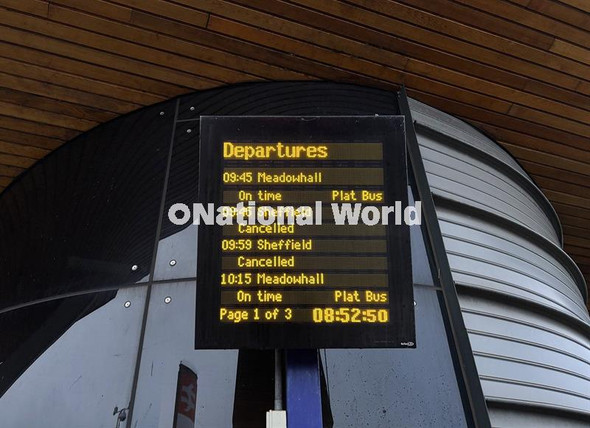 Departures
09:45 Meadowhall
On time Plat Bus
©National World
Sheffield
Cancelled
09:59 Sheffield
Cancelled
10:15 Meadowhall
On time Plat Bus
Page 1 of 3 08:52:50